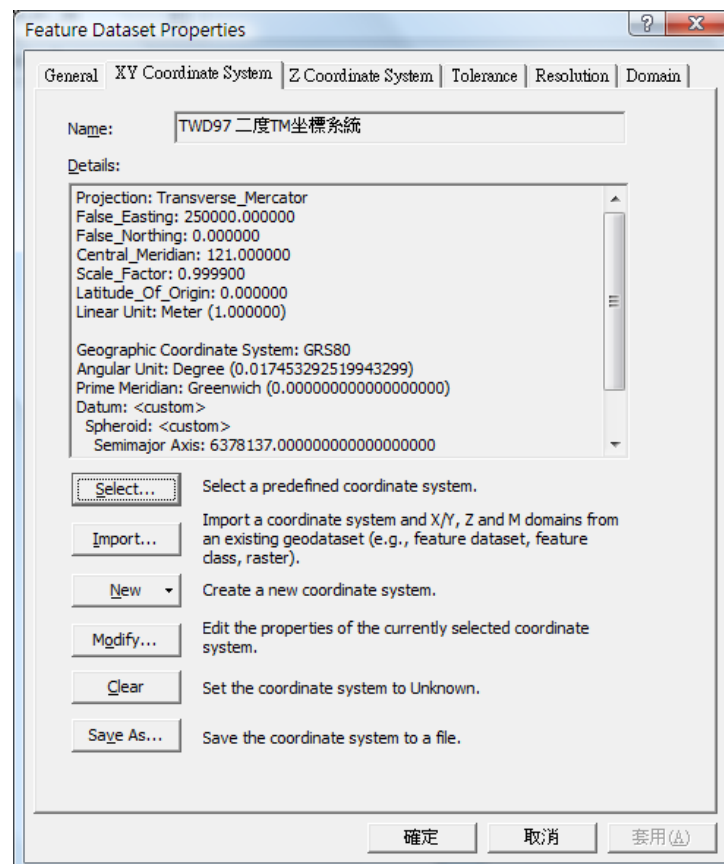 Feature Dataset Properties
General XY Coordinate System Z Coordinate System Tolerance Resolution Domain
Name: TWD97 二度TM坐標系統
Details:
Projection: Transverse_Mercator
False_Easting: 250000.000000
False_Northing: 0.000000
Central_Meridian: 121.000000
Scale_Factor: 0.999900
Latitude_Of_Origin: 0.000000
Linear Unit: Meter (1.000000)
Geographic Coordinate System: GRS80
Angular Unit: Degree (0.017453292519943299)
Prime Meridian: Greenwich (0.000000000000000000)
Datum: <custom>
Spheroid: <custom>
Semimajor Axis: 6378137.000000000000000000
Select... Select a predefined coordinate system.
Import... Import a coordinate system and X/Y, Z and M domains from
an existing geodataset (e.g., feature dataset, feature
class, raster).
New Create a new coordinate system.
Modify... Edit the properties of the currently selected coordinate
system.
Clear Set the coordinate system to Unknown.
Save As... Save the coordinate system to a file.
確定 取消 套用(A)